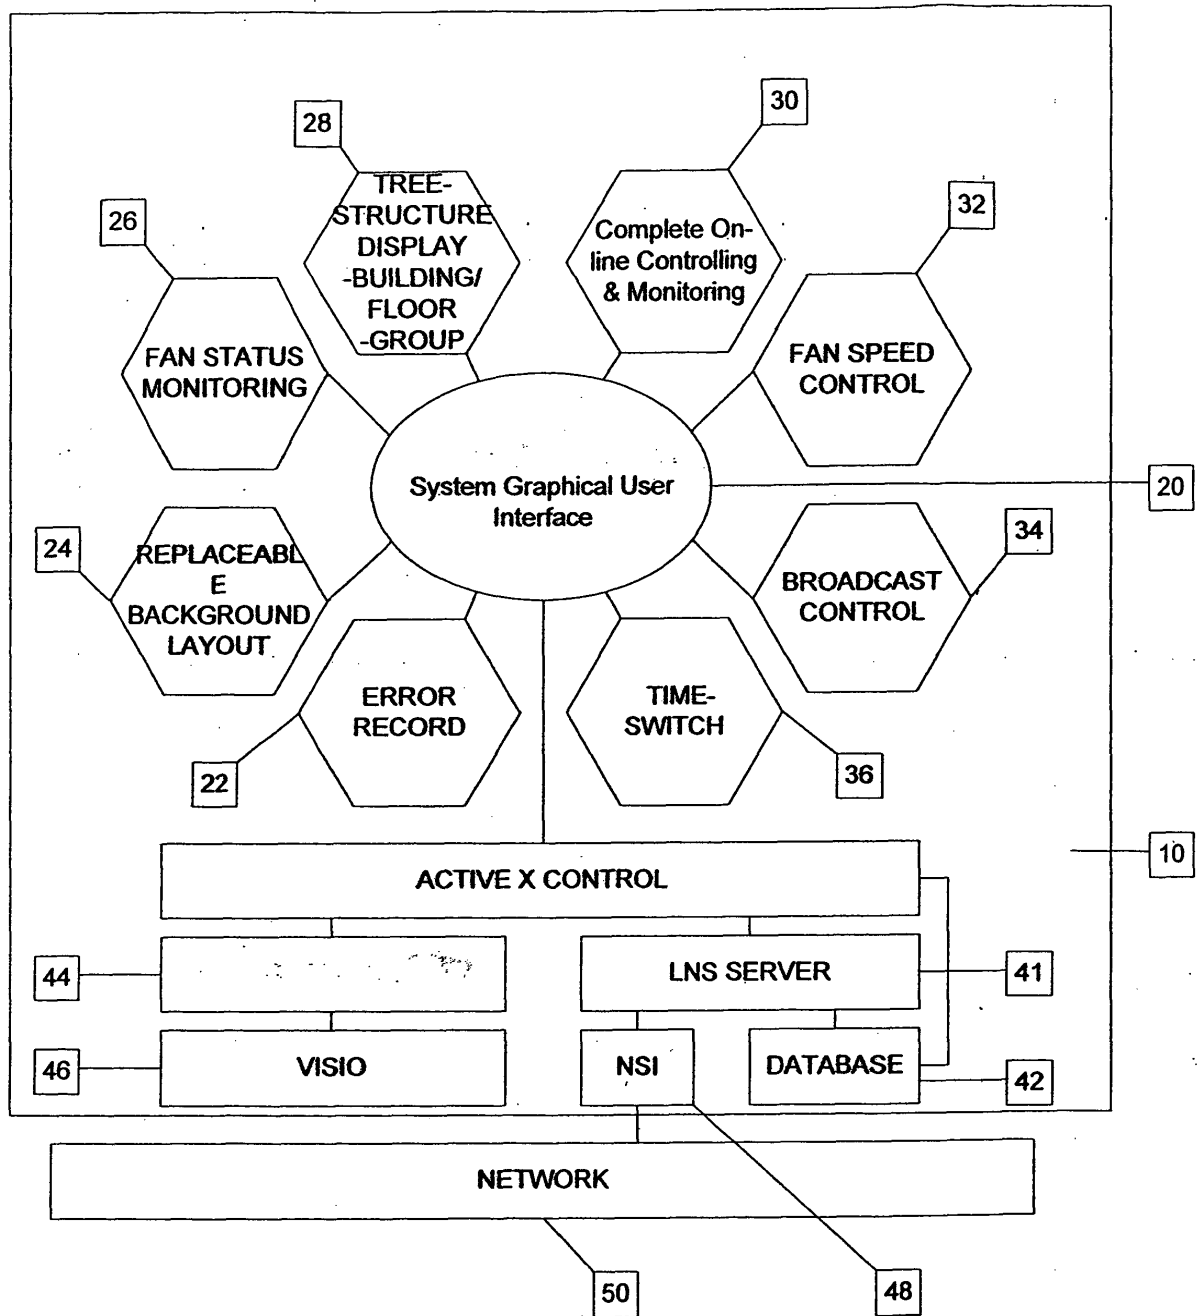 30
28
TREE-
STRUCTURE
DISPLAY
-BUILDING/
FLOOR
-GROUP
Complete On-
line Controlling
& Monitoring
32
26
FAN STATUS
MONITORING
FAN SPEED
CONTROL
System Graphical User
Interface
20
24
REPLACEABL
E
BACKGROUND
LAYOUT
34
BROADCAST
CONTROL
ERROR
RECORD
TIME-
SWITCH
22
36
10
ACTIVE X CONTROL
44
LNS SERVER
41
46
VISIO
NSI
DATABASE
42
NETWORK
50
48